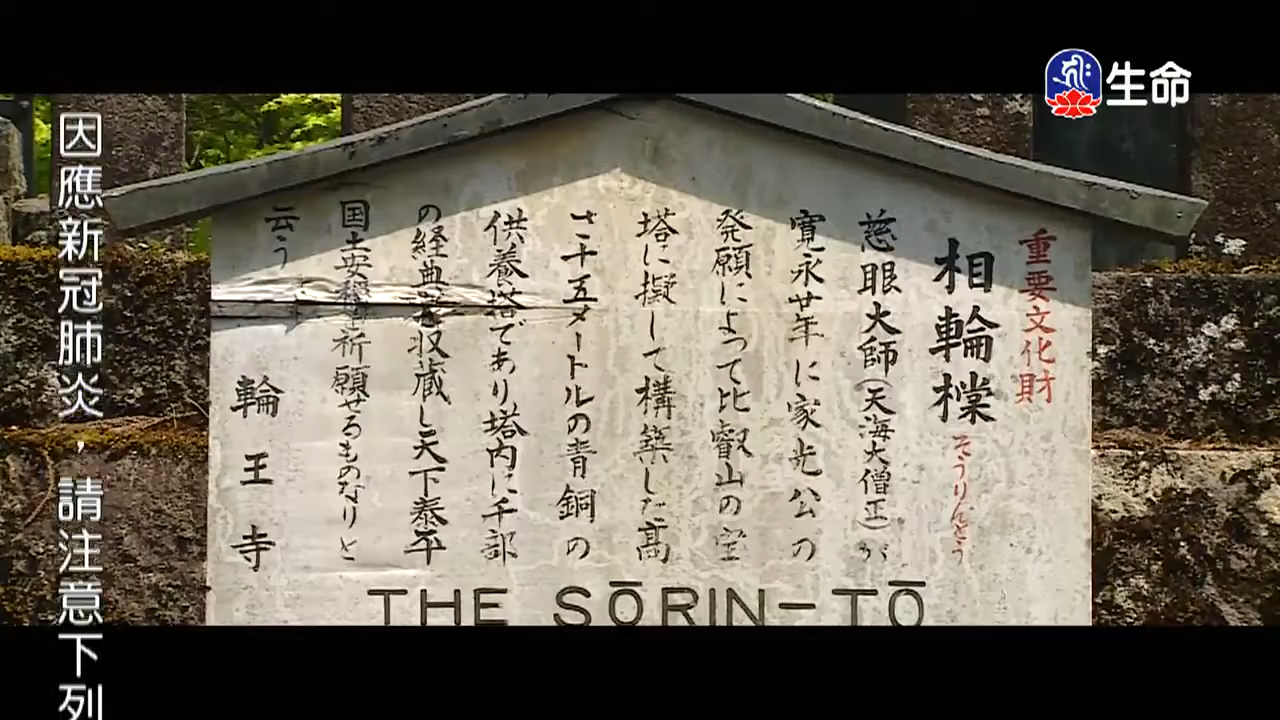 生命
因應新冠肺炎，請注意下列
重要文化財
相輪橖 そうりんとう
慈眼大師（天海大僧正）が
寛永廿年に家光公の
発願によって比叡山の宝
塔に擬して構築した高
さ十五メートルの青銅の
供養塔であり塔内に千部
の経典を収蔵し天下泰平
国土安穏を祈願せるものなりと
云う
輪王寺
THE SŌRIN-TŌ